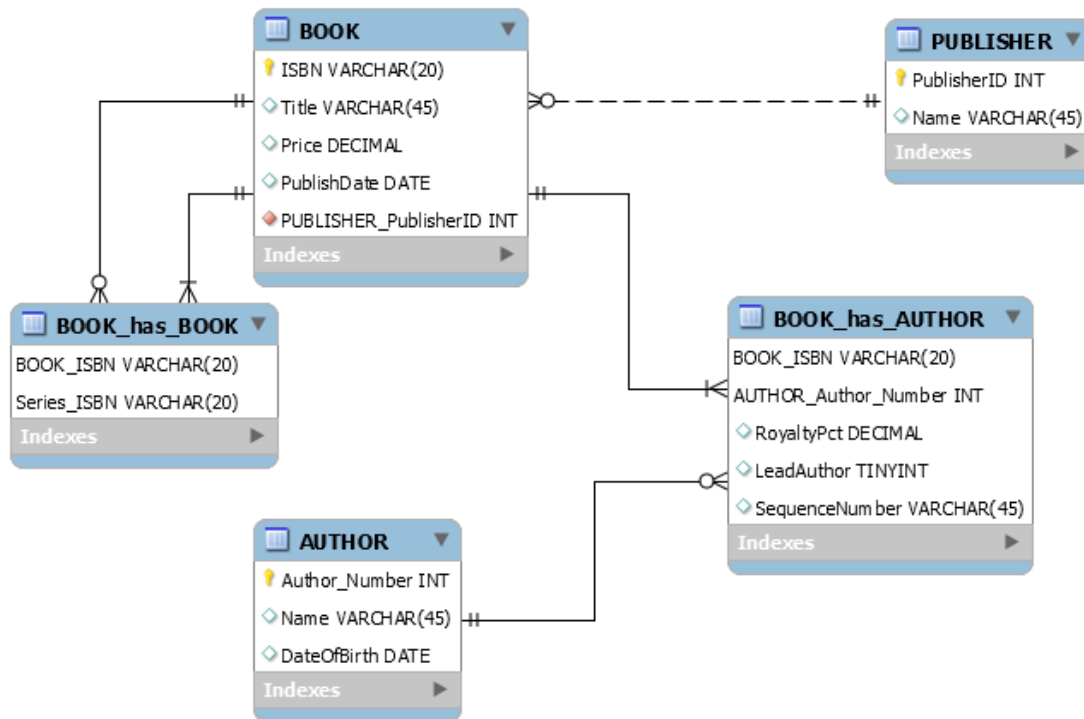 BOOK
ISBN VARCHAR(20)
Title VARCHAR(45)
Price DECIMAL
PublishDate DATE
PUBLISHER_PublisherID INT
Indexes
PUBLISHER
PublisherID INT
Name VARCHAR(45)
Indexes
BOOK_has_BOOK
BOOK_ISBN VARCHAR(20)
Series_ISBN VARCHAR(20)
Indexes
BOOK_has_AUTHOR
BOOK_ISBN VARCHAR(20)
AUTHOR_Author_Number INT
RoyaltyPct DECIMAL
LeadAuthor TINYINT
SequenceNumber VARCHAR(45)
Indexes
AUTHOR
Author_Number INT
Name VARCHAR(45)
DateOfBirth DATE
Indexes